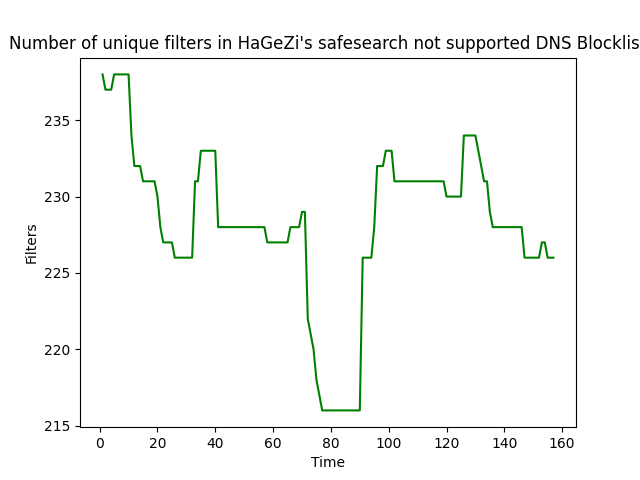 Number of unique filters in HaGeZi's safesearch not supported DNS Blocklis
235
230
225
220
215
Filters
0 20 40 60 80 100 120 140 160
Time